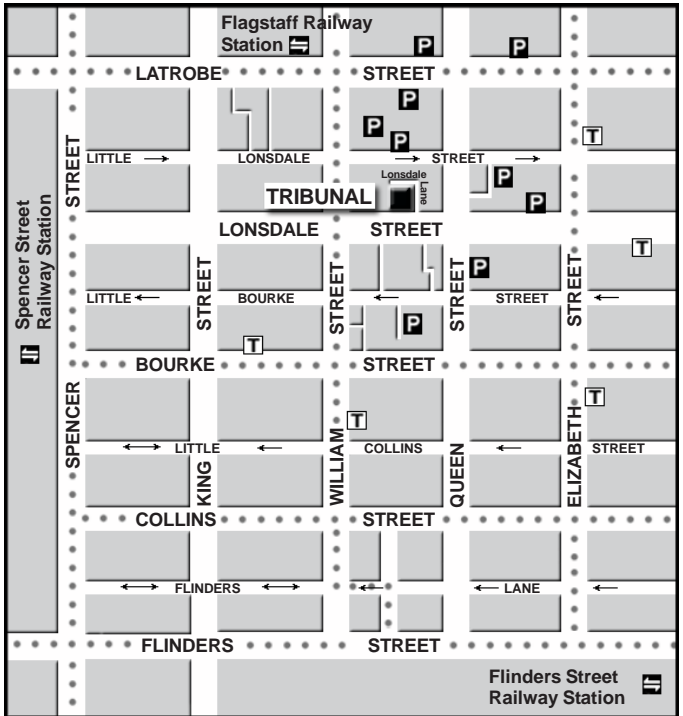 Flagstaff Railway
Station
P
P
LATROBE STREET
P
P
P
T
LITTLE LONSDALE STREET
Lonsdale
Lane
P
P
TRIBUNAL
LONSDALE STREET
T
P
LITTLE BOURKE STREET
P
T
BOURKE STREET
T
T
LITTLE COLLINS STREET
COLLINS STREET
FLINDERS LANE
FLINDERS STREET
Flinders Street
Railway Station
Spencer Street
Railway Station
SPENCER STREET
KING STREET
WILLIAM STREET
QUEEN STREET
ELIZABETH STREET